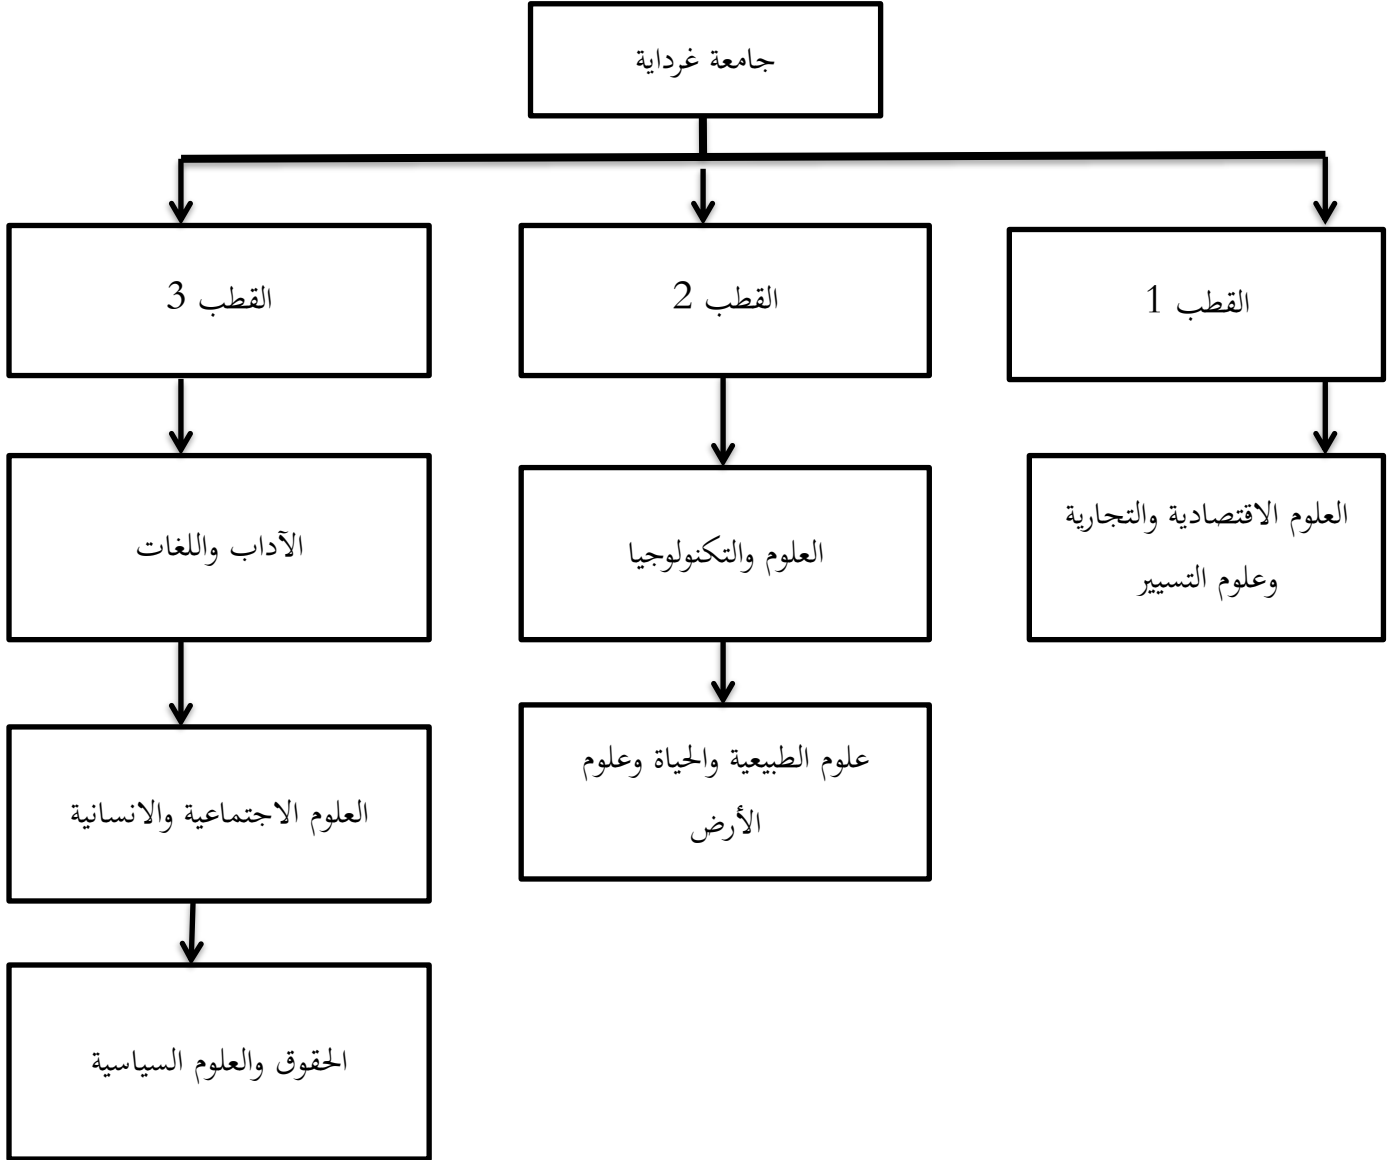 جامعة غرداية
القطب 1
القطب 2
القطب 3
العلوم الاقتصادية والتجارية
وعلوم التسيير
العلوم والتكنولوجيا
الآداب واللغات
علوم الطبيعية والحياة وعلوم
الأرض
العلوم الاجتماعية والانسانية
الحقوق والعلوم السياسية